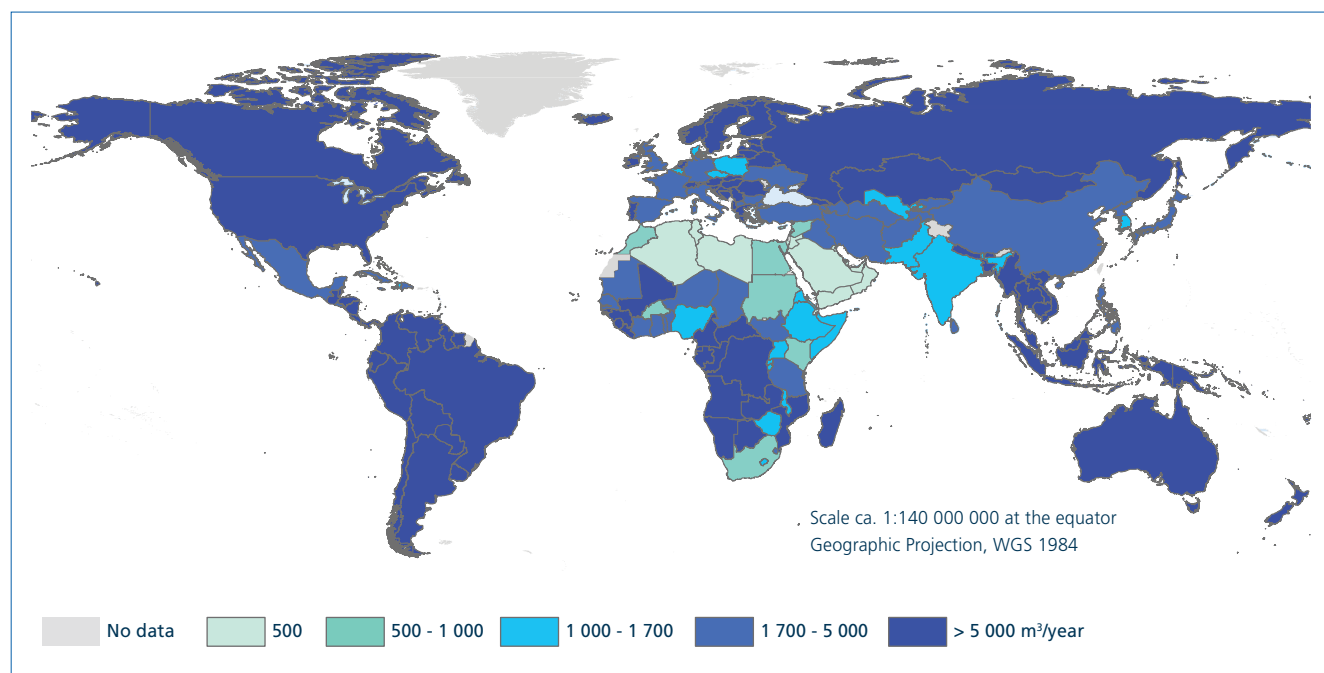 Scale ca. 1:140 000 000 at the equator
Geographic Projection, WGS 1984
No data
500
500 - 1 000
1 000 - 1 700
1 700 - 5 000
> 5 000 m³/year